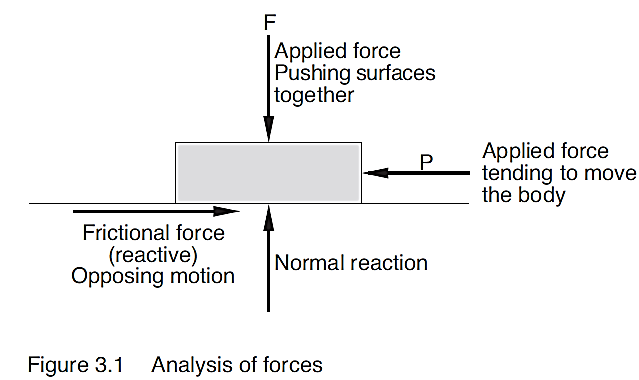 F
Applied force
Pushing surfaces
together
P
Applied force
tending to move
the body
Frictional force
(reactive)
Opposing motion
Normal reaction
Figure 3.1 Analysis of forces